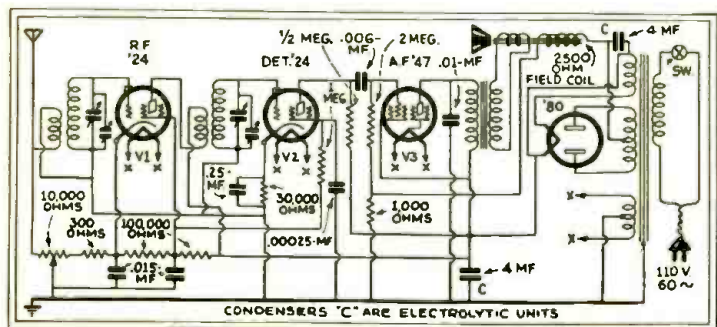 R.F.
'24
DET.'24
½ MEG.
.006-
MF
2 MEG.
A.F.'47
.01-MF
C
4 MF
2500
OHM
FIELD COIL
'80
SW.
MEG
V1
V2
V3
X X
X X
X X
X
X
.25-
MF
10,000
OHMS
300
OHMS
100,000
OHMS
30,000
OHMS
.00025-MF
1,000
OHMS
.015-
MF
4 MF
C
110 V.
60 ~
CONDENSERS "C" ARE ELECTROLYTIC UNITS